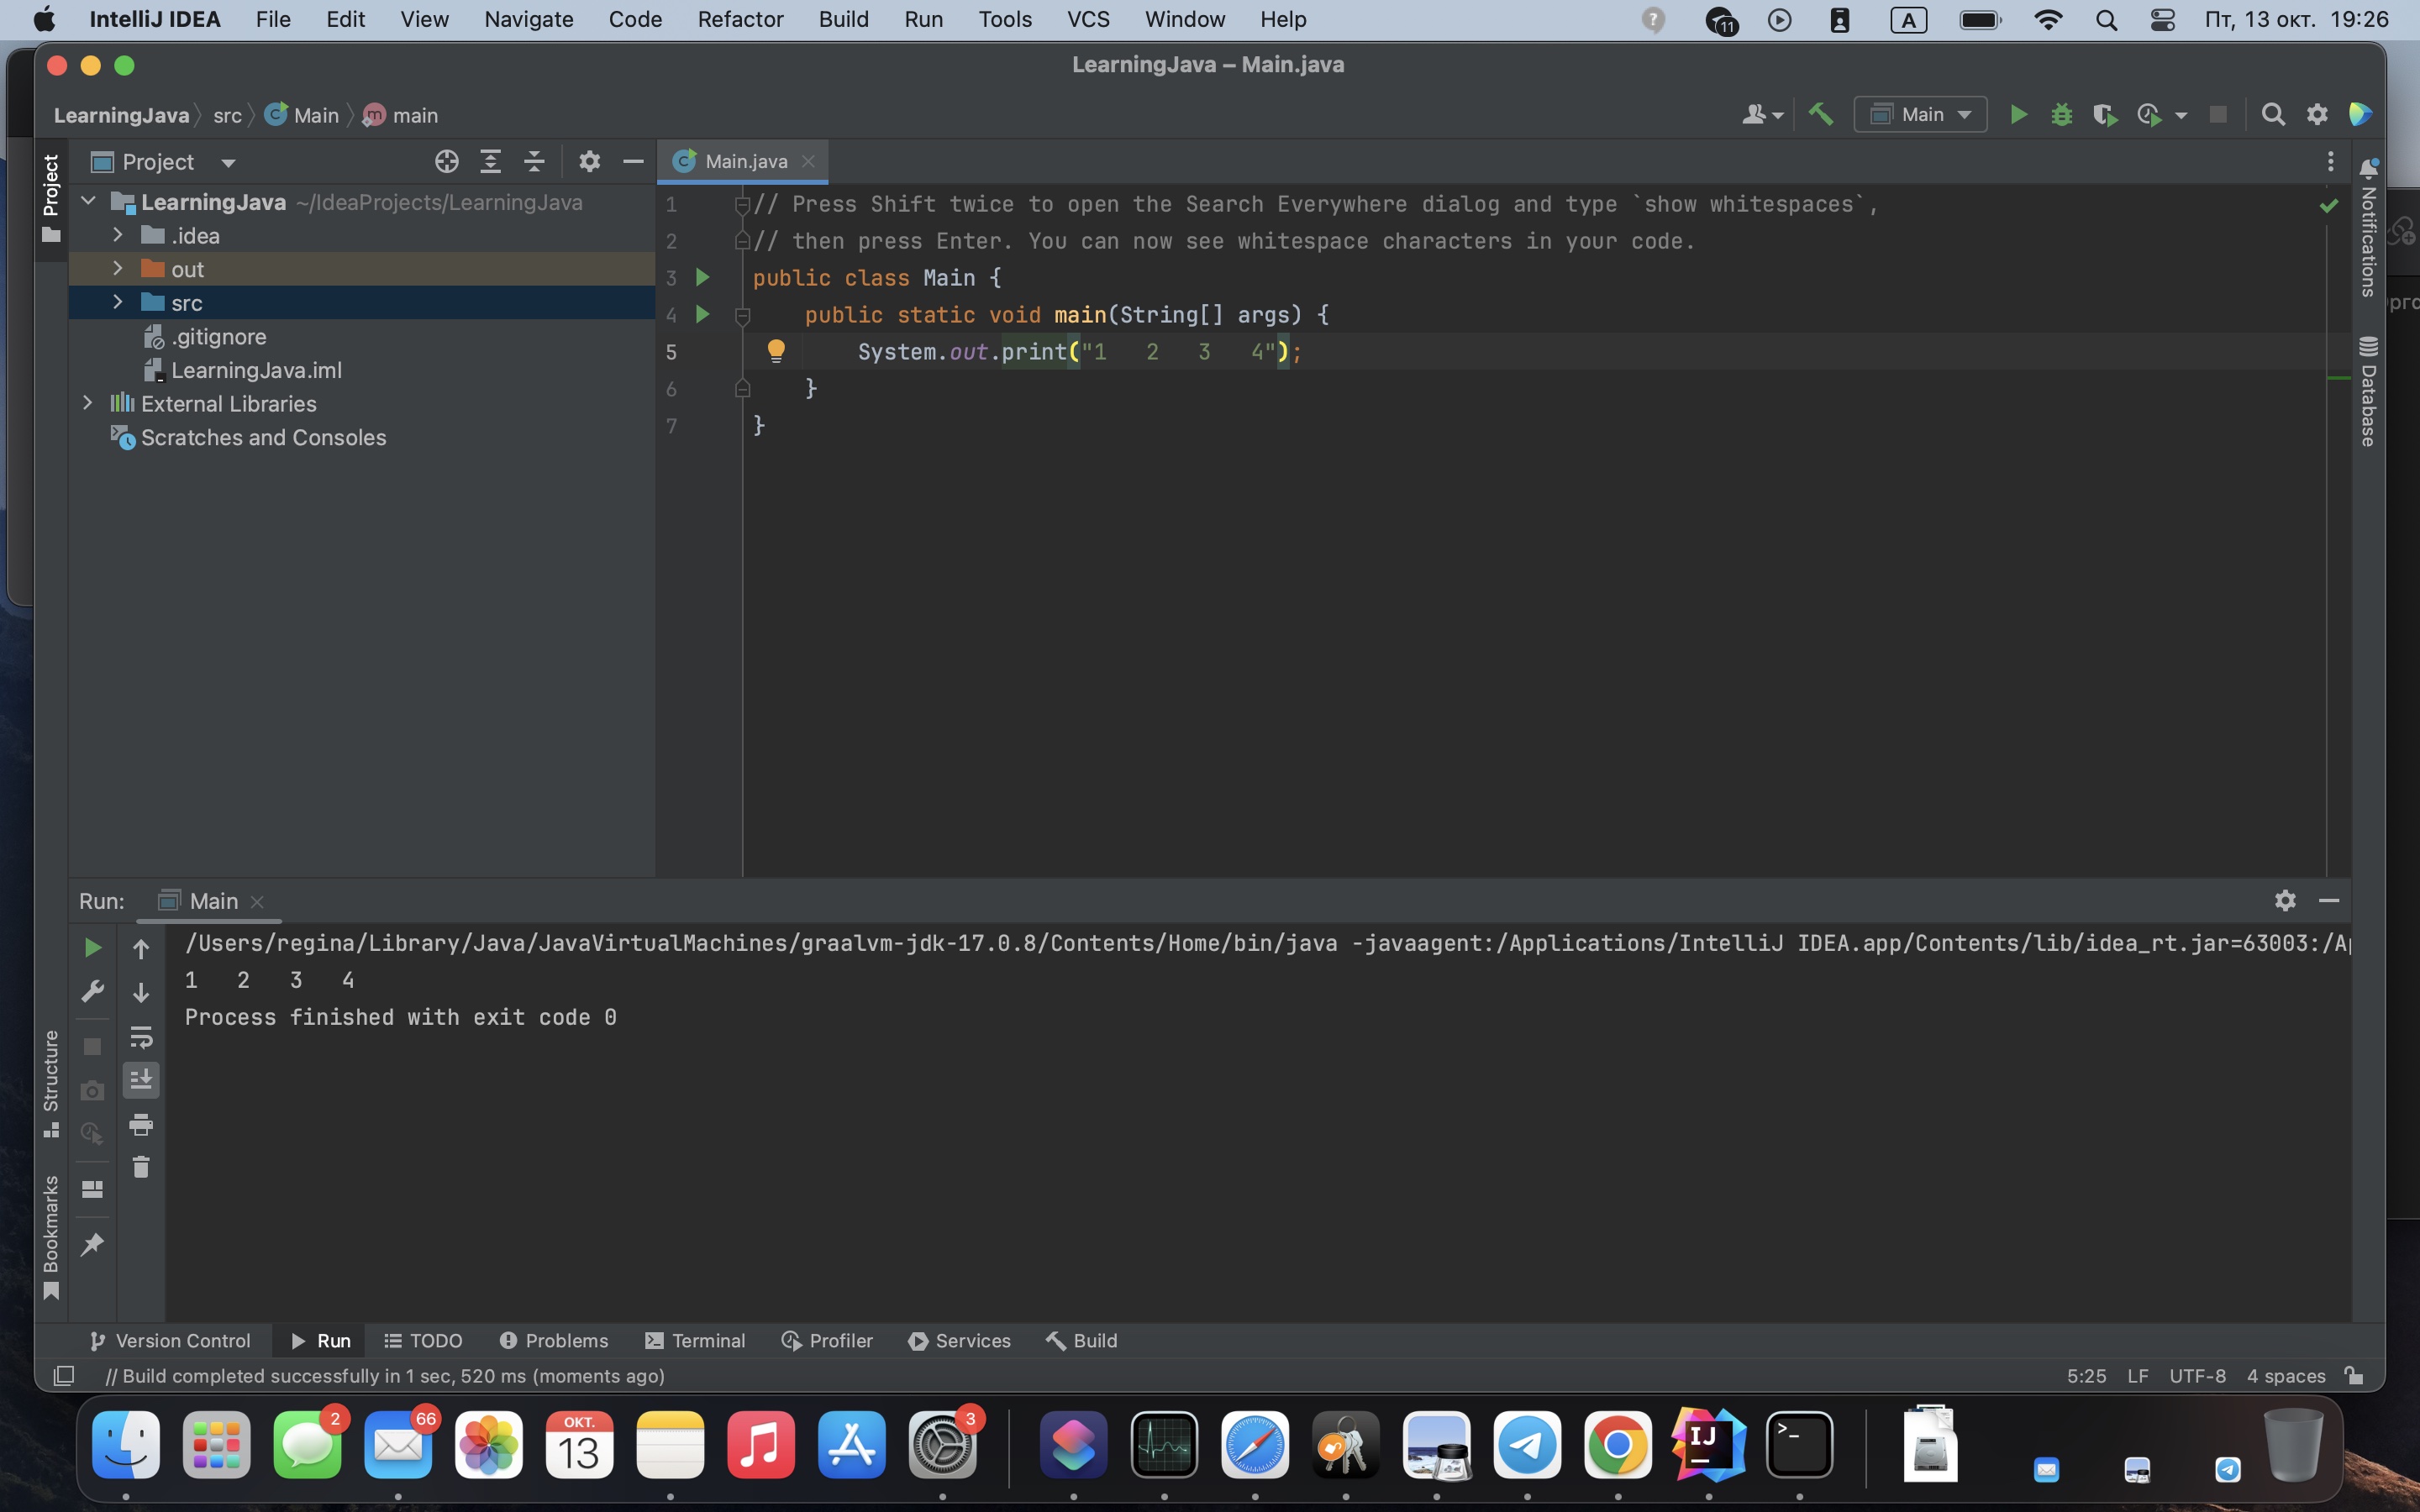 IntelliJ IDEA File Edit View Navigate Code Refactor Build Run Tools VCS Window Help ? 11 A Пт, 13 окт. 19:26
LearningJava – Main.java
LearningJava src C Main m main Main
Project Project C Main.java
LearningJava ~/IdeaProjects/LearningJava
.idea
out
src
.gitignore
LearningJava.iml
External Libraries
Scratches and Consoles
1 // Press Shift twice to open the Search Everywhere dialog and type `show whitespaces`,
2 // then press Enter. You can now see whitespace characters in your code.
3 public class Main {
4 public static void main(String[] args) {
5 System.out.print("1   2   3   4");
6 }
7 }
Notifications
Database
Run: Main
/Users/regina/Library/Java/JavaVirtualMachines/graalvm-jdk-17.0.8/Contents/Home/bin/java -javaagent:/Applications/IntelliJ IDEA.app/Contents/lib/idea_rt.jar=63003:/Ap
1   2   3   4
Process finished with exit code 0
Structure
Bookmarks
Version Control Run TODO Problems Terminal Profiler Services Build
// Build completed successfully in 1 sec, 520 ms (moments ago) 5:25 LF UTF-8 4 spaces
2 66 ОКТ. 13 3 IJ >_